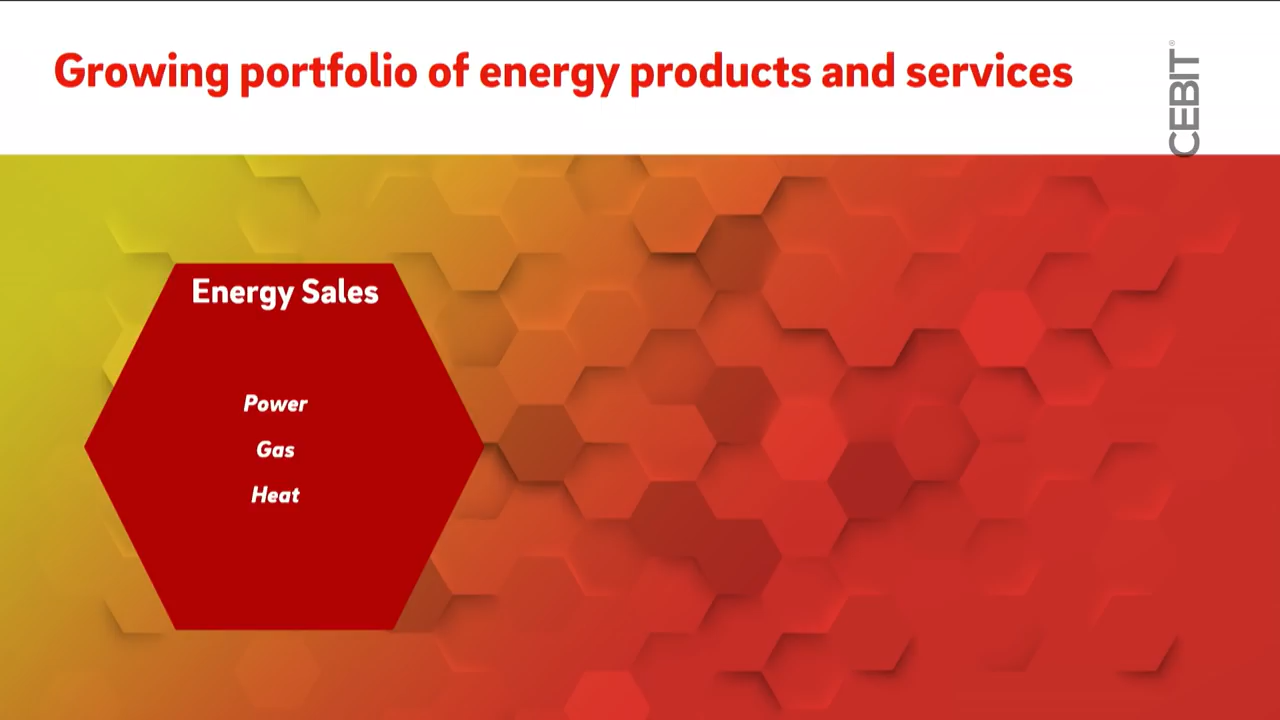 Growing portfolio of energy products and services
CEBIT®
Energy Sales
Power
Gas
Heat